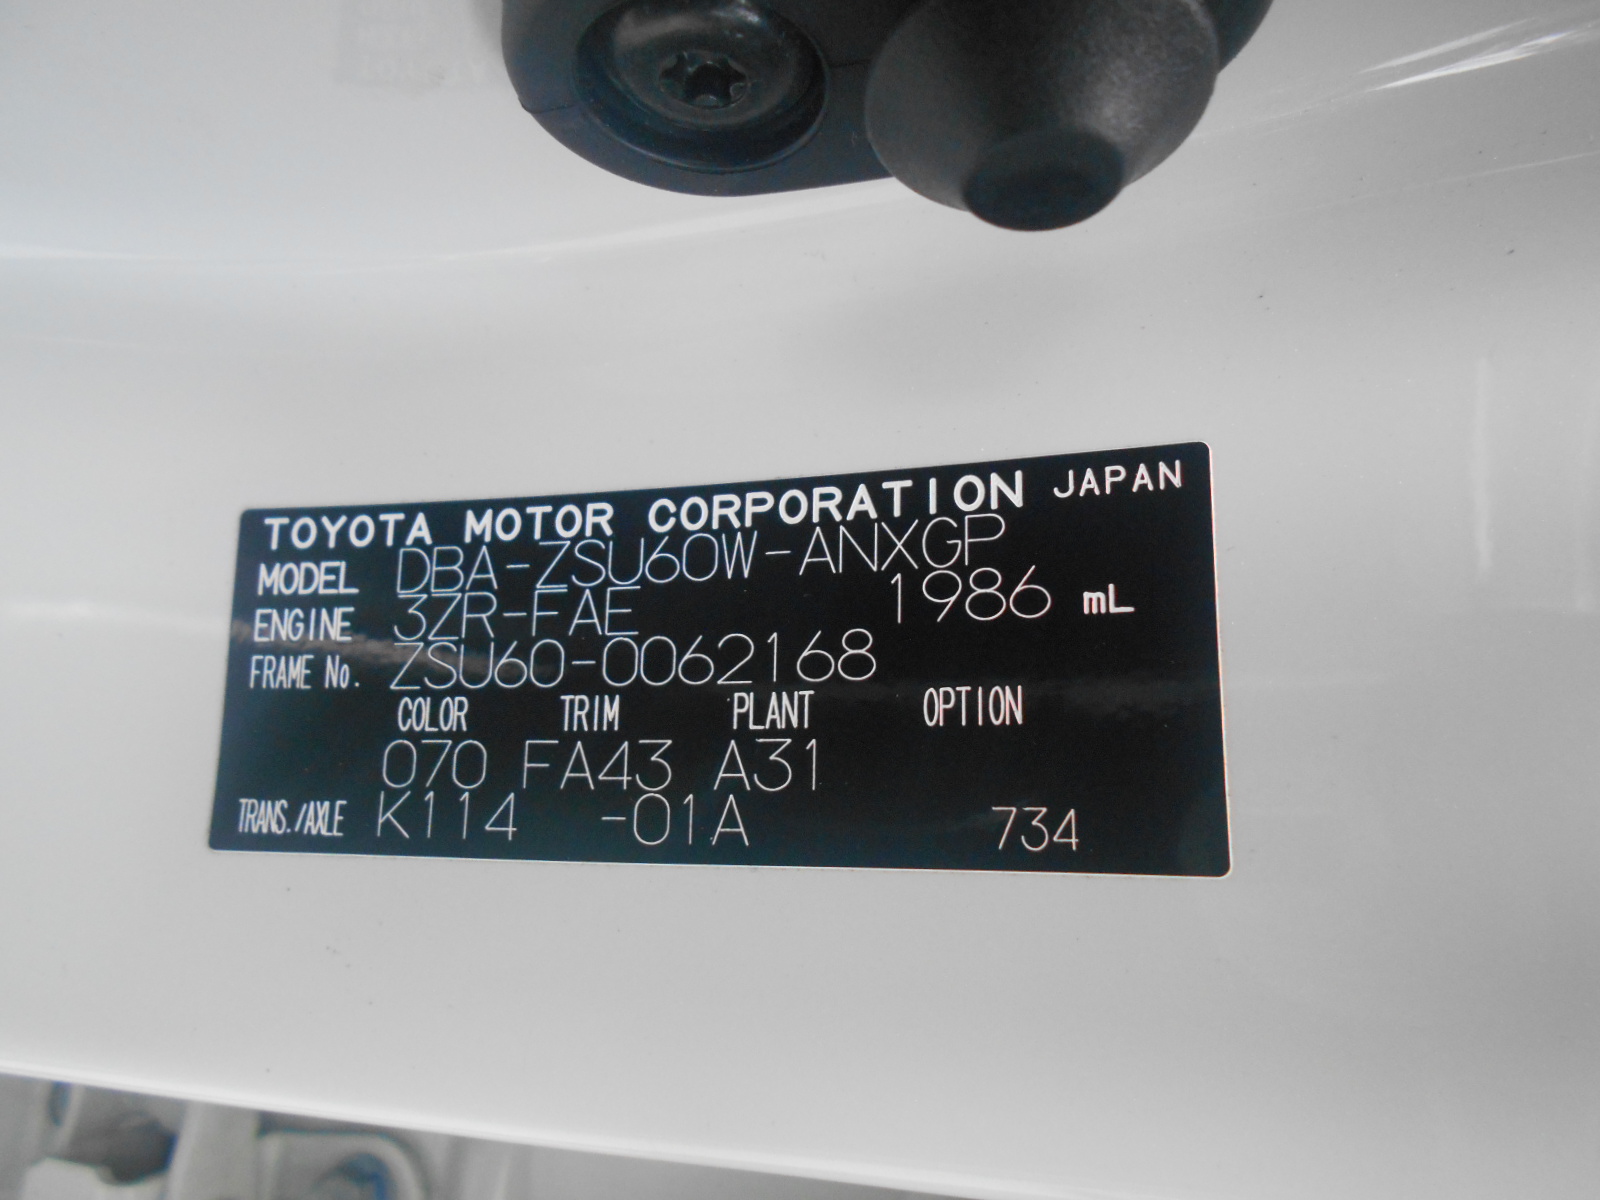 TOYOTA MOTOR CORPORATION JAPAN
MODEL DBA-ZSU60W-ANXGP
ENGINE 3ZR-FAE 1986 mL
FRAME No. ZSU60-0062168
COLOR TRIM PLANT OPTION
070 FA43 A31
TRANS./AXLE K114 -01A 734